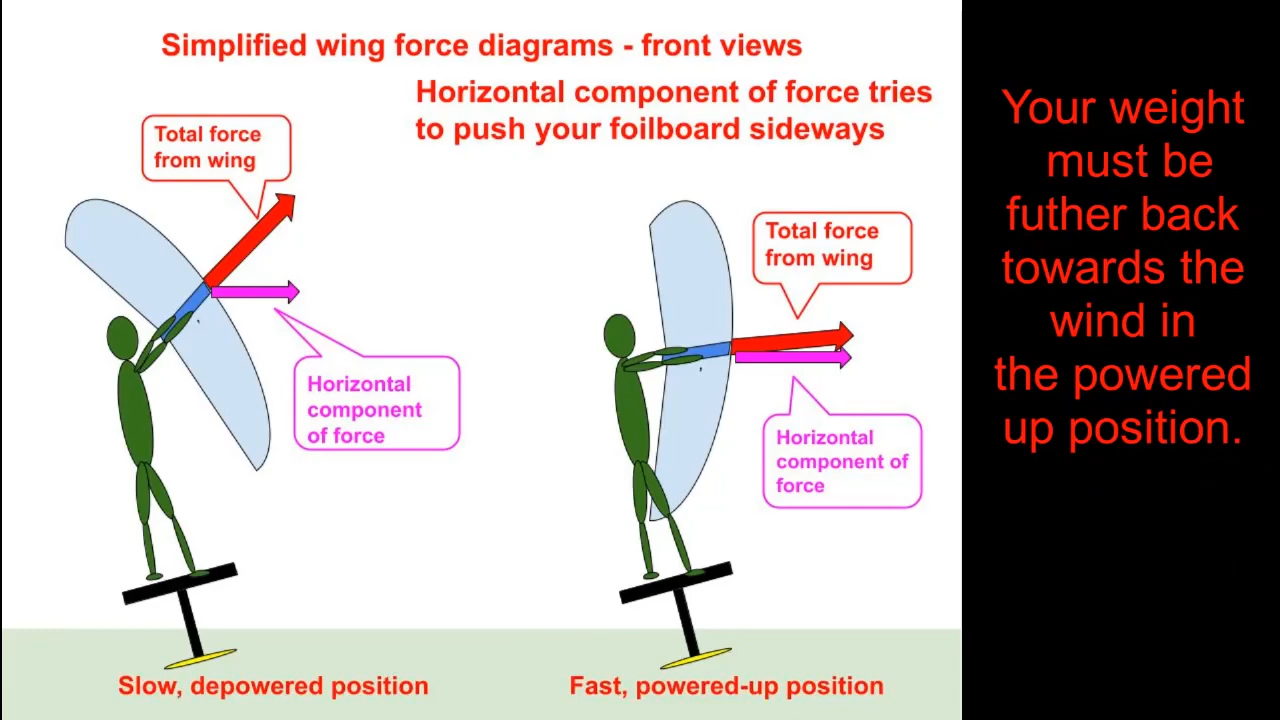 Simplified wing force diagrams - front views
Horizontal component of force tries
to push your foilboard sideways
Total force
from wing
Horizontal
component
of force
Slow, depowered position
Total force
from wing
Horizontal
component of
force
Fast, powered-up position
Your weight
must be
futher back
towards the
wind in
the powered
up position.